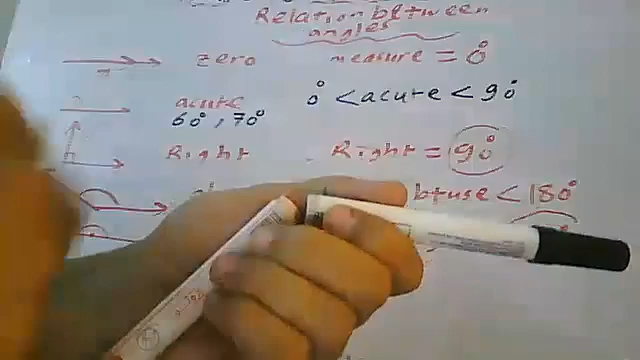 Relation between
angles
zero measure = 0°
acute 0° < acute < 90°
60°, 70°
Right Right = 90°
btuse < 180°